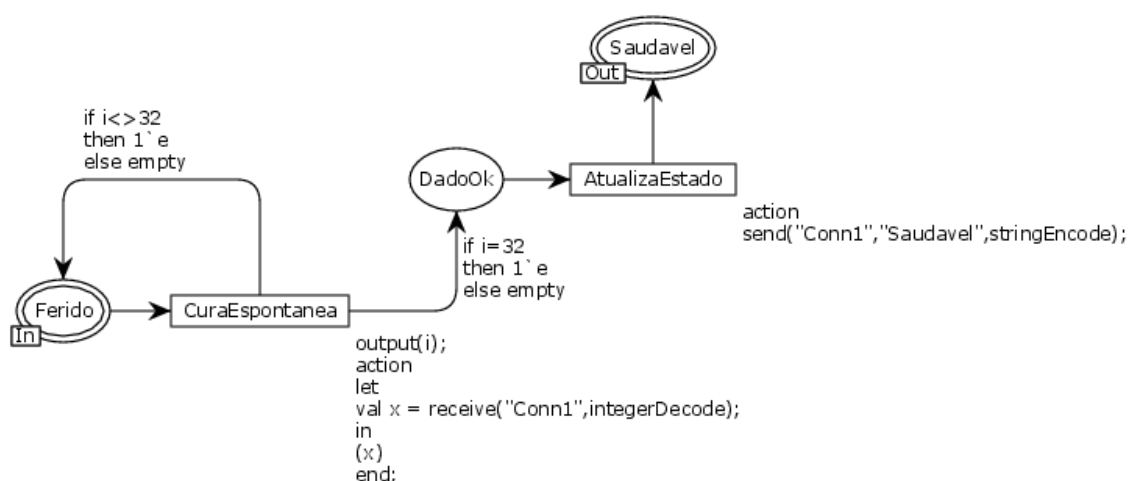 Saudavel
Out
if i<>32
then 1`e
else empty
DadoOk
AtualizaEstado
action
send("Conn1","Saudavel",stringEncode);
if i=32
then 1`e
else empty
Ferido
In
CuraEspontanea
output(i);
action
let
val x = receive("Conn1",integerDecode);
in
(x)
end;